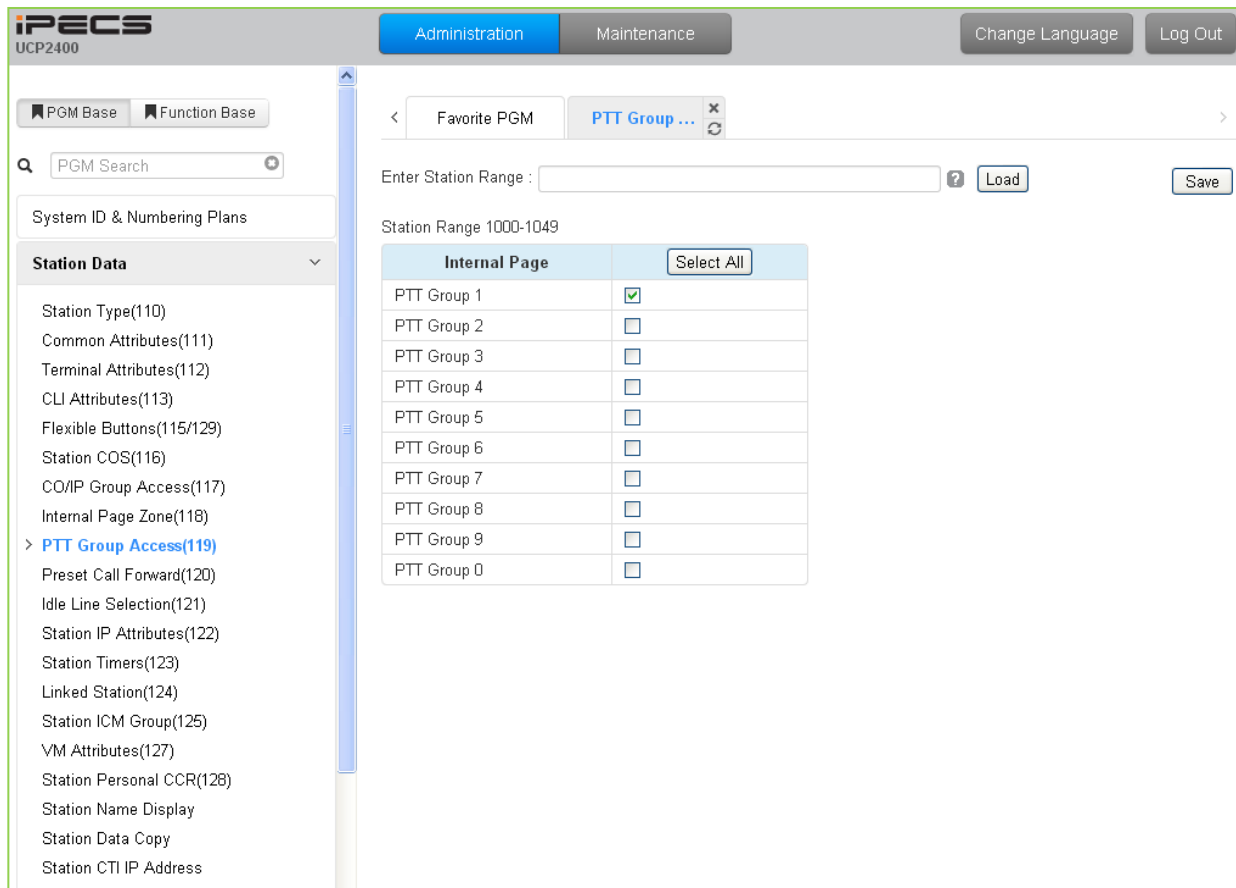 iPECS
UCP2400
Administration Maintenance Change Language Log Out
PGM Base Function Base
Favorite PGM PTT Group ...
PGM Search
Enter Station Range : ? Load Save
System ID & Numbering Plans
Station Range 1000-1049
Station Data
Internal Page Select All
PTT Group 1
PTT Group 2
PTT Group 3
PTT Group 4
PTT Group 5
PTT Group 6
PTT Group 7
PTT Group 8
PTT Group 9
PTT Group 0
Station Type(110)
Common Attributes(111)
Terminal Attributes(112)
CLI Attributes(113)
Flexible Buttons(115/129)
Station COS(116)
CO/IP Group Access(117)
Internal Page Zone(118)
PTT Group Access(119)
Preset Call Forward(120)
Idle Line Selection(121)
Station IP Attributes(122)
Station Timers(123)
Linked Station(124)
Station ICM Group(125)
VM Attributes(127)
Station Personal CCR(128)
Station Name Display
Station Data Copy
Station CTI IP Address